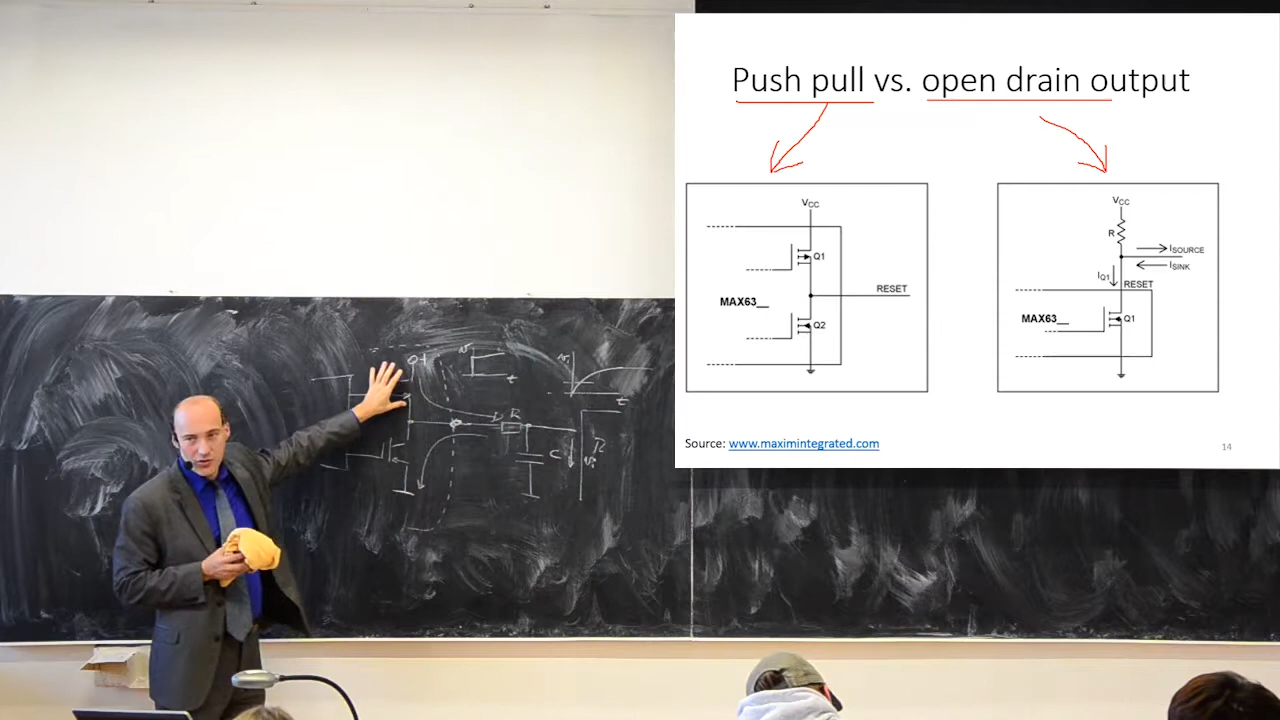 Push pull vs. open drain output
VCC
Q1
RESET
MAX63__
Q2
VCC
R
ISOURCE
ISINK
IQ1
RESET
MAX63__
Q1
Source: www.maximintegrated.com
14
t
R
C
t